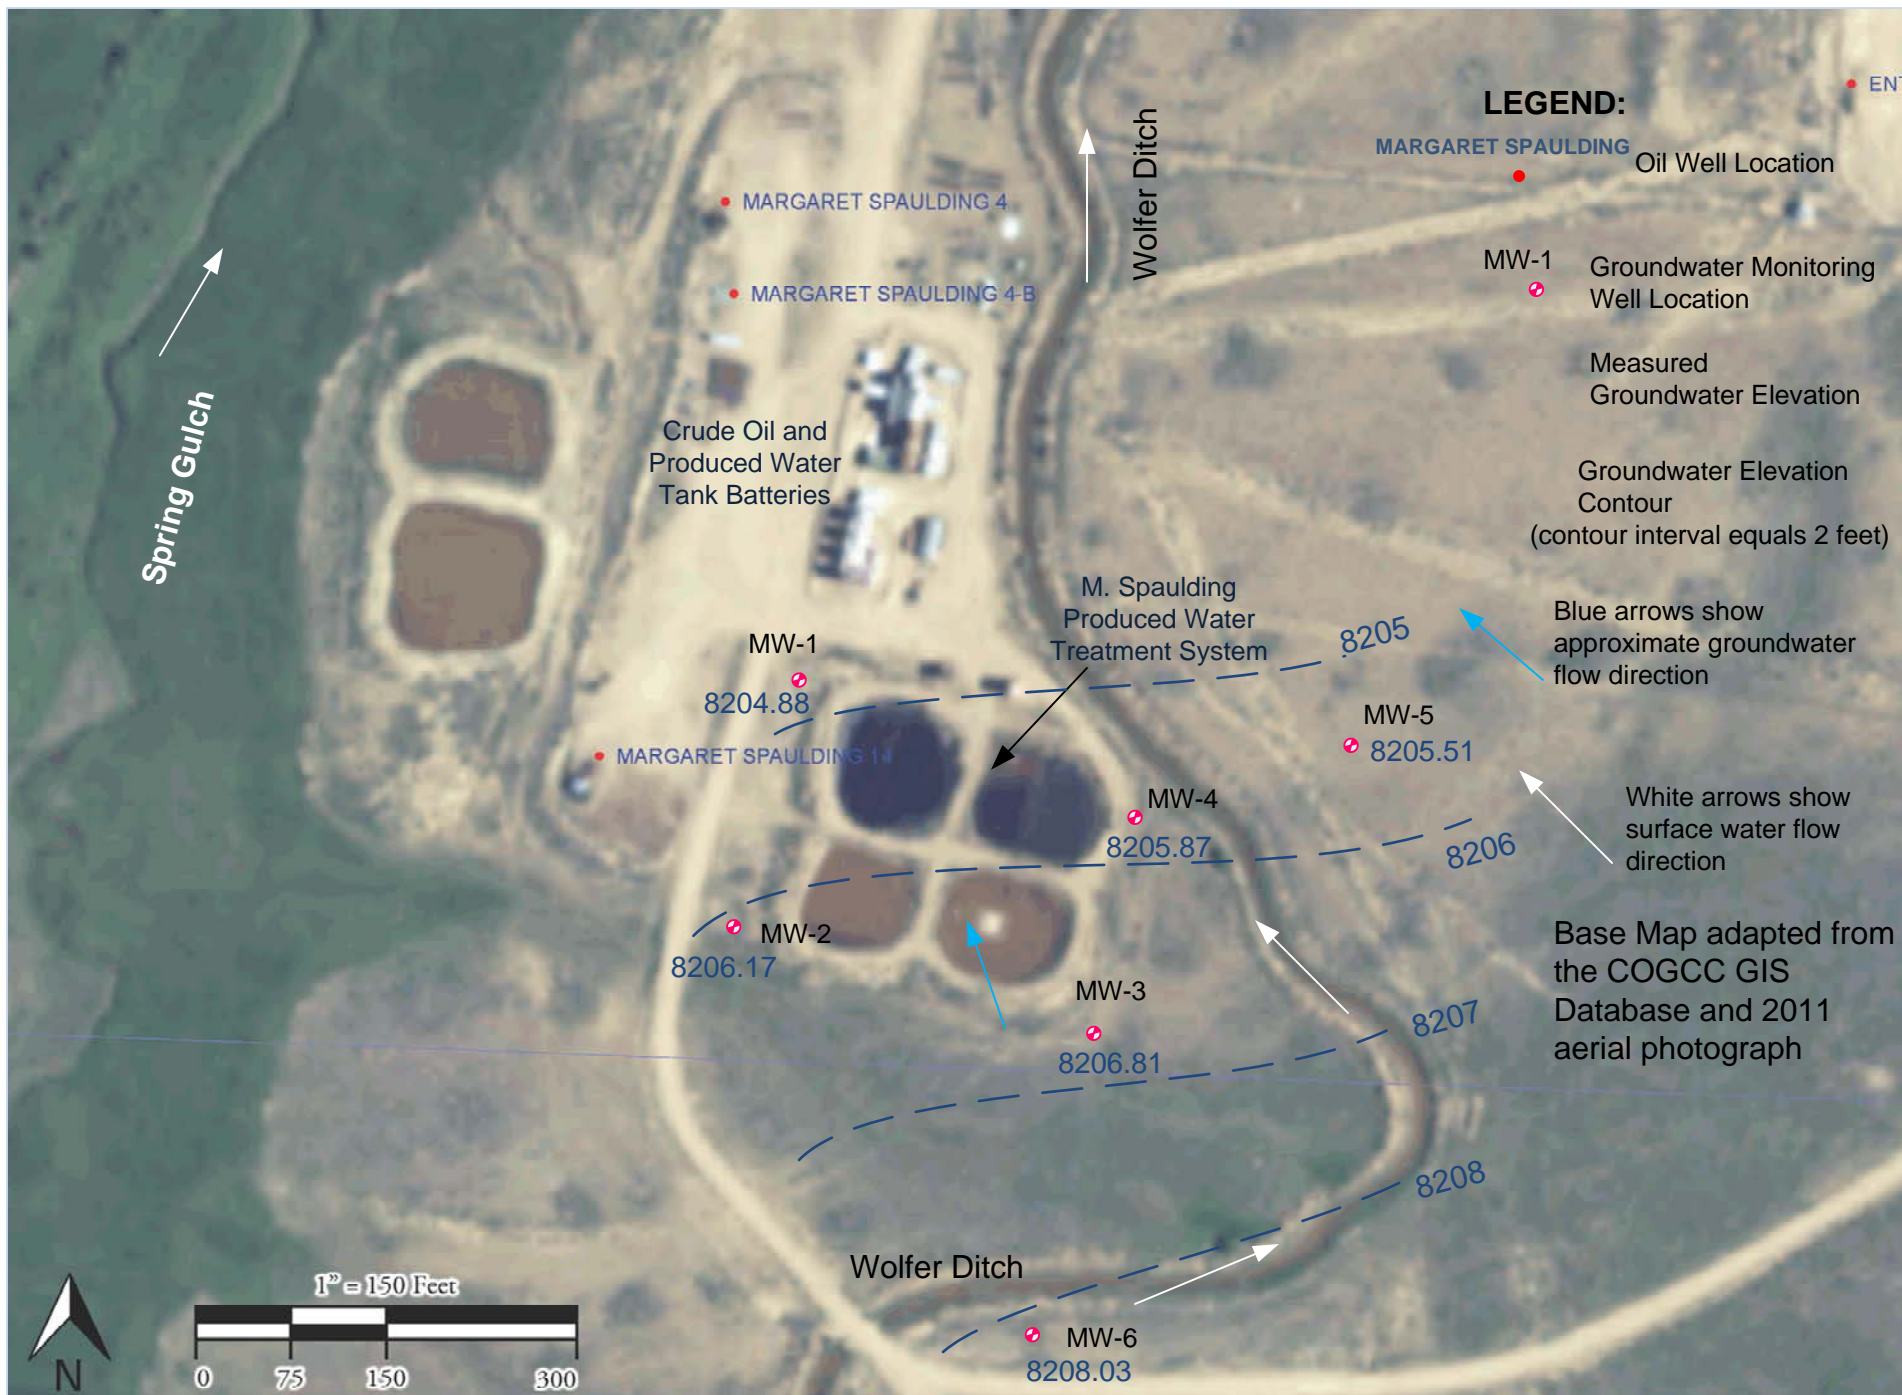 LEGEND:
MARGARET SPAULDING
Oil Well Location
MW-1
Groundwater Monitoring
Well Location
Measured
Groundwater Elevation
Groundwater Elevation
Contour
(contour interval equals 2 feet)
Blue arrows show
approximate groundwater
flow direction
White arrows show
surface water flow
direction
Base Map adapted from
the COGCC GIS
Database and 2011
aerial photograph
ENT
Wolfer Ditch
MARGARET SPAULDING 4
MARGARET SPAULDING 4-B
Spring Gulch
Crude Oil and
Produced Water
Tank Batteries
M. Spaulding
Produced Water
Treatment System
8205
MW-1
8204.88
MW-5
8205.51
MARGARET SPAULDING 14
MW-4
8205.87
8206
MW-2
8206.17
MW-3
8206.81
8207
8208
Wolfer Ditch
MW-6
8208.03
1” = 150 Feet
0 75 150 300
N